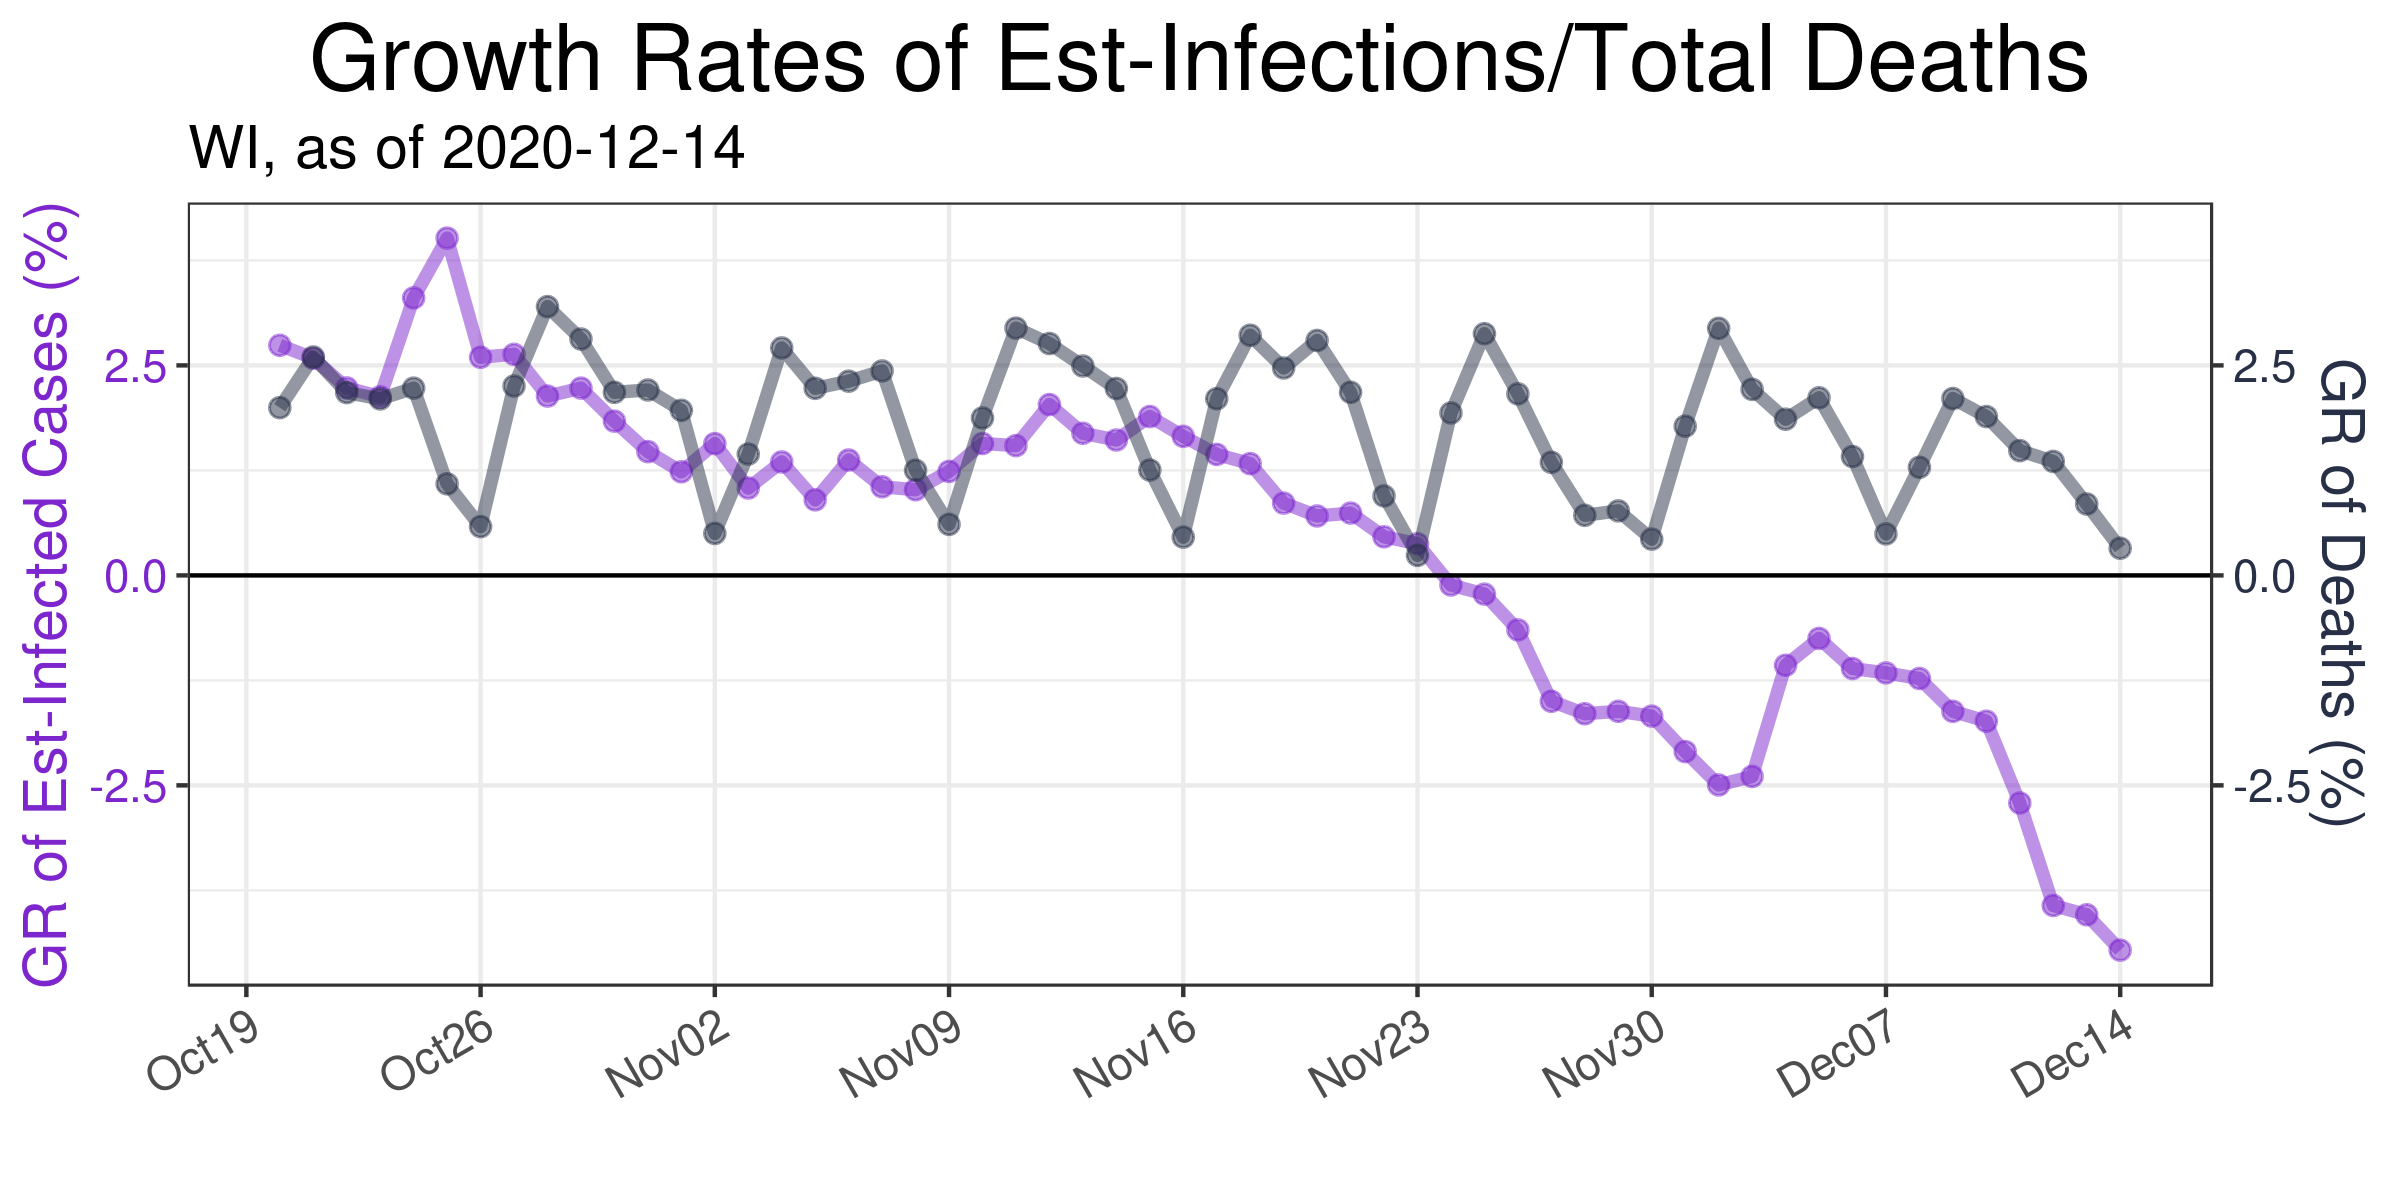 Growth Rates of Est-Infections/Total Deaths
WI, as of 2020-12-14
GR of Est-Infected Cases (%)
2.5
0.0
-2.5
2.5
0.0
-2.5
GR of Deaths (%)
Oct19
Oct26
Nov02
Nov09
Nov16
Nov23
Nov30
Dec07
Dec14